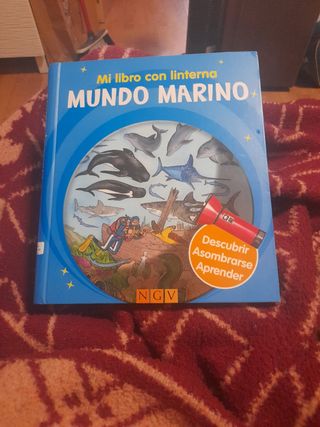 Mi libro con linterna
MUNDO MARINO
Descubrir
Asombrarse
Aprender
NGV